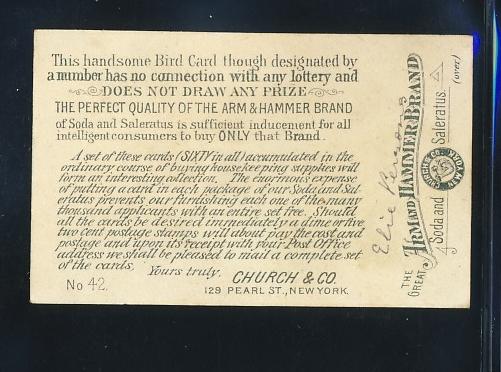 This handsome Bird Card though designated by
a number has no connection with any lottery and
DOES NOT DRAW ANY PRIZE
THE PERFECT QUALITY OF THE ARM & HAMMER BRAND
of Soda and Saleratus is sufficient inducement for all
intelligent consumers to buy ONLY that Brand.
A set of these cards (SIXTY in all) accumulated in the
ordinary course of buying housekeeping supplies will
form an interesting collection. The enormous expense
of putting a card in each package of our Soda and Sal-
eratus prevents our furnishing each one of the many
thousand applicants with an entire set free. Should
all the cards be desired immediately a dime or five
two cent postage stamps will about pay the cost and
postage and upon its receipt with your Post Office
address we shall be pleased to mail a complete set
of the cards.
Yours truly.
CHURCH & CO.
129 PEARL ST., NEW YORK.
No 42.
Elsie
THE GREAT
ARM AND HAMMER BRAND
Soda and Saleratus.
(over)
CHURCH & CO. NEW YORK